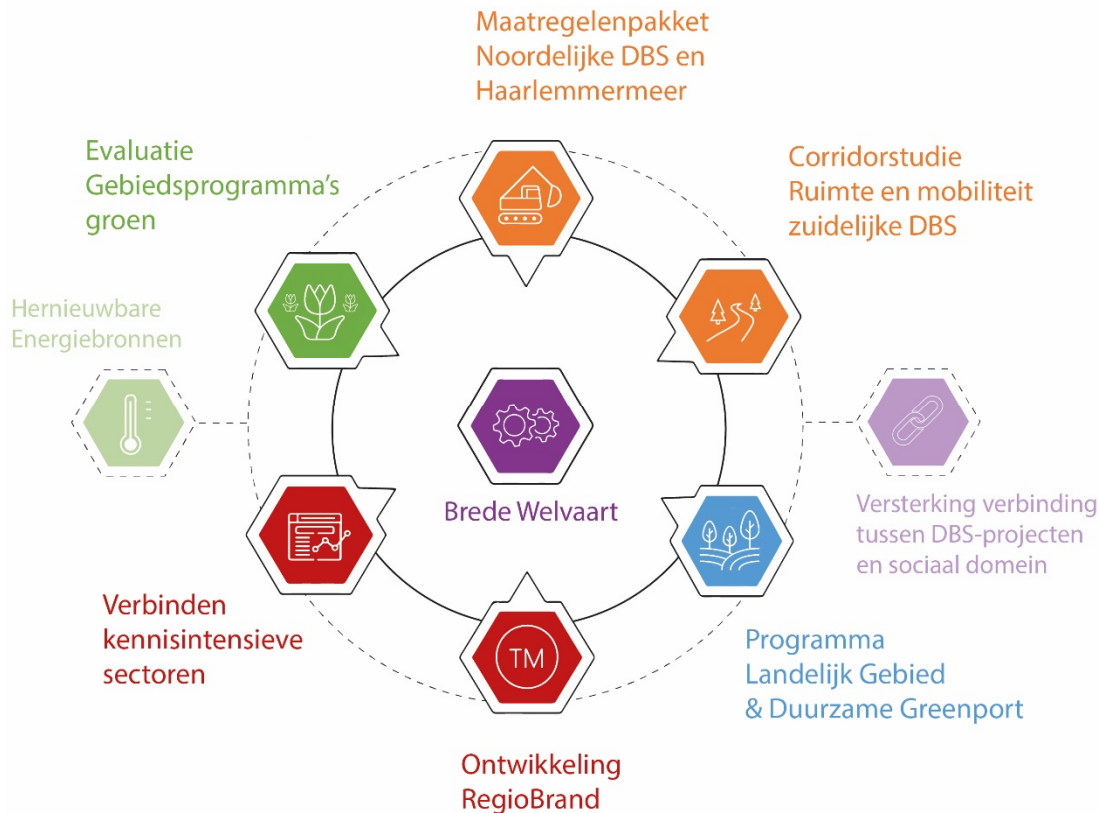 Maatregelenpakket
Noordelijke DBS en
Haarlemmermeer
Evaluatie
Gebiedsprogramma's
groen
Corridorstudie
Ruimte en mobiliteit
zuidelijke DBS
Hernieuwbare
Energiebronnen
Brede Welvaart
Versterking verbinding
tussen DBS-projecten
en sociaal domein
Verbinden
kennisintensieve
sectoren
TM
Programma
Landelijk Gebied
& Duurzame Greenport
Ontwikkeling
RegioBrand